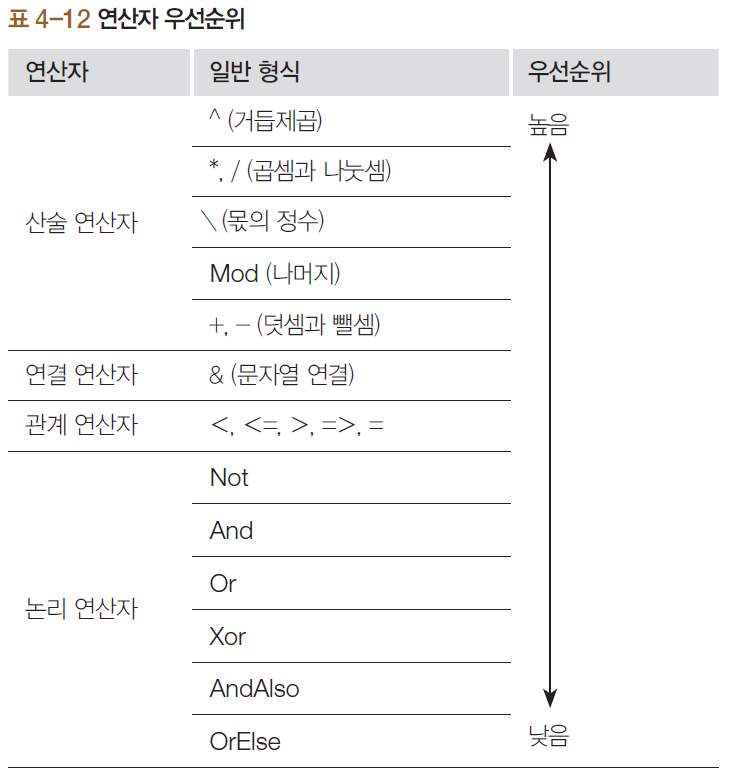 표 4-12 연산자 우선순위
연산자 일반 형식 우선순위
^ (거듭제곱) 높음
*, / (곱셈과 나눗셈)
산술 연산자 \ (몫의 정수)
Mod (나머지)
+, - (덧셈과 뺄셈)
연결 연산자 & (문자열 연결)
관계 연산자 <, <=, >, =>, =
Not
And
Or
논리 연산자
Xor
AndAlso
OrElse 낮음